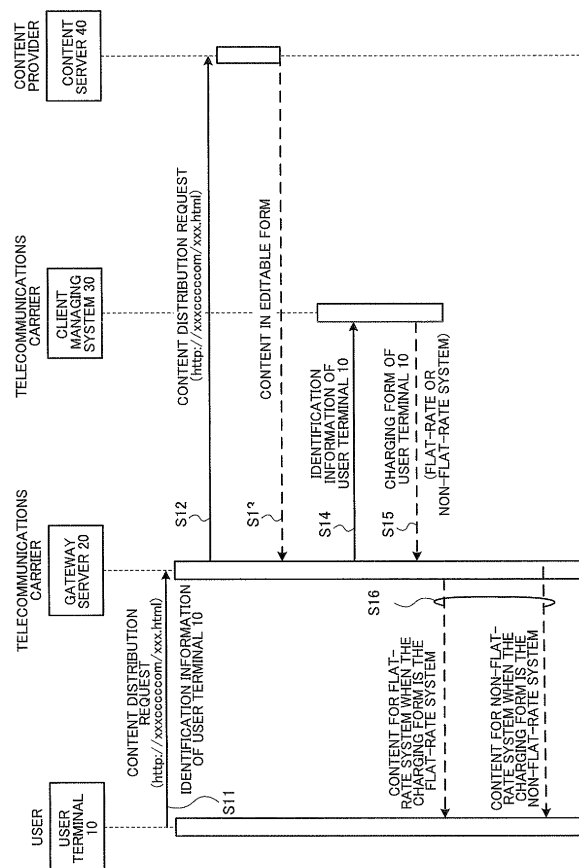 USER
USER
TERMINAL
10
TELECOMMUNICATIONS
CARRIER
GATEWAY
SERVER 20
TELECOMMUNICATIONS
CARRIER
CLIENT
MANAGING
SYSTEM 30
CONTENT
PROVIDER
CONTENT
SERVER 40
CONTENT DISTRIBUTION
REQUEST
(http://xxxcccccom/xxx.html)
S11
IDENTIFICATION INFORMATION
OF USER TERMINAL 10
S12
CONTENT DISTRIBUTION REQUEST
(http://xxxcccccom/xxx.html)
S13
CONTENT IN EDITABLE FORM
S14
IDENTIFICATION
INFORMATION OF
USER TERMINAL 10
S15
CHARGING FORM OF
USER TERMINAL 10
(FLAT-RATE OR
NON-FLAT-RATE SYSTEM)
S16
CONTENT FOR FLAT-
RATE SYSTEM WHEN THE
CHARGING FORM IS THE
FLAT-RATE SYSTEM
CONTENT FOR NON-FLAT-
RATE SYSTEM WHEN THE
CHARGING FORM IS THE
NON-FLAT-RATE SYSTEM